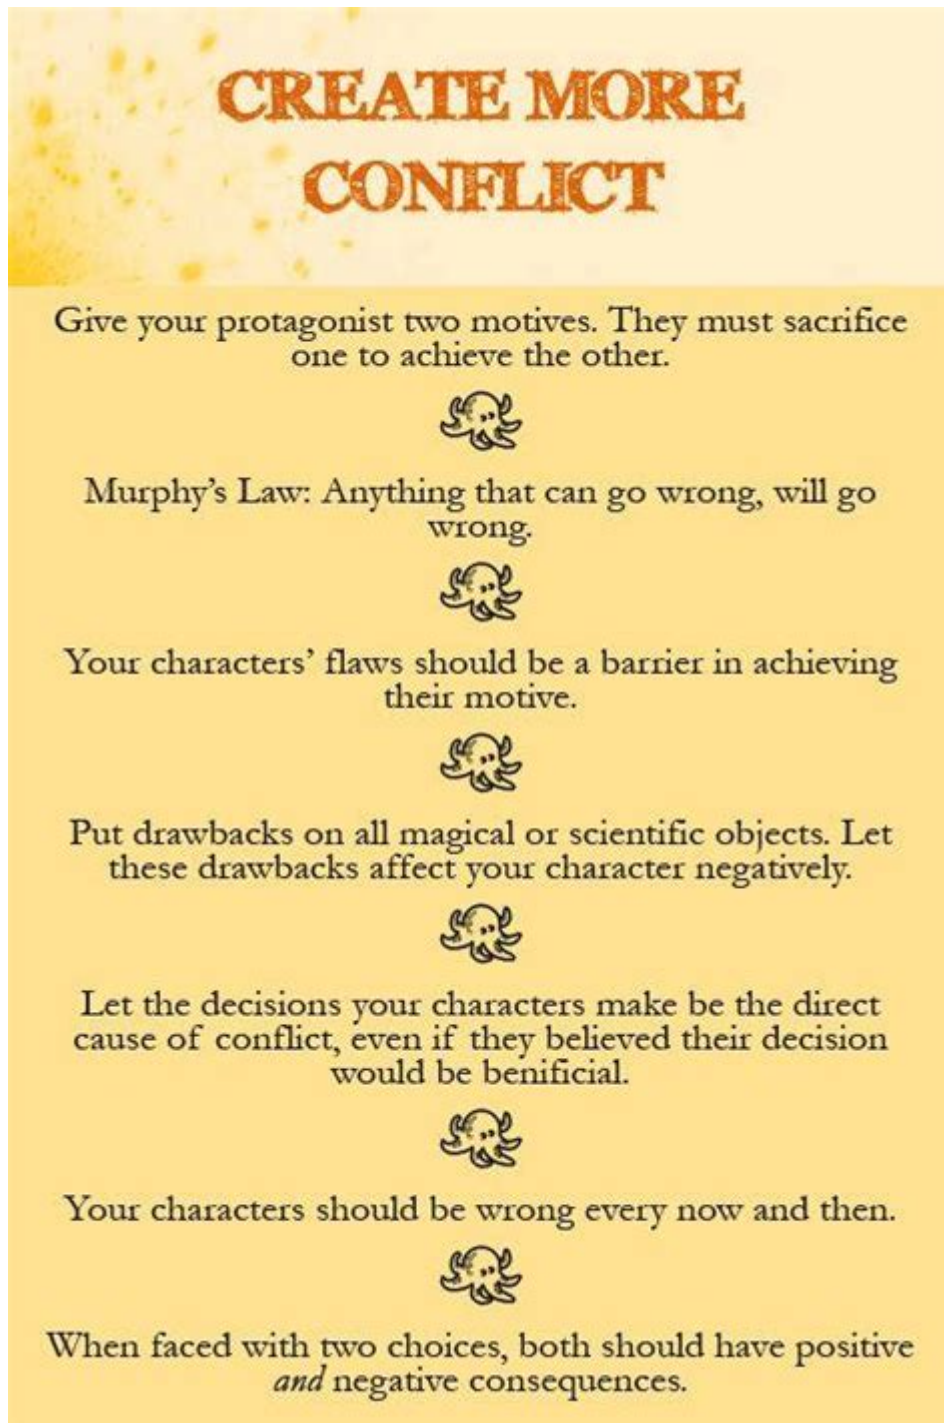 CREATE MORE
CONFLICT
Give your protagonist two motives. They must sacrifice
one to achieve the other.
Murphy’s Law: Anything that can go wrong, will go
wrong.
Your characters’ flaws should be a barrier in achieving
their motive.
Put drawbacks on all magical or scientific objects. Let
these drawbacks affect your character negatively.
Let the decisions your characters make be the direct
cause of conflict, even if they believed their decision
would be benificial.
Your characters should be wrong every now and then.
When faced with two choices, both should have positive
and negative consequences.